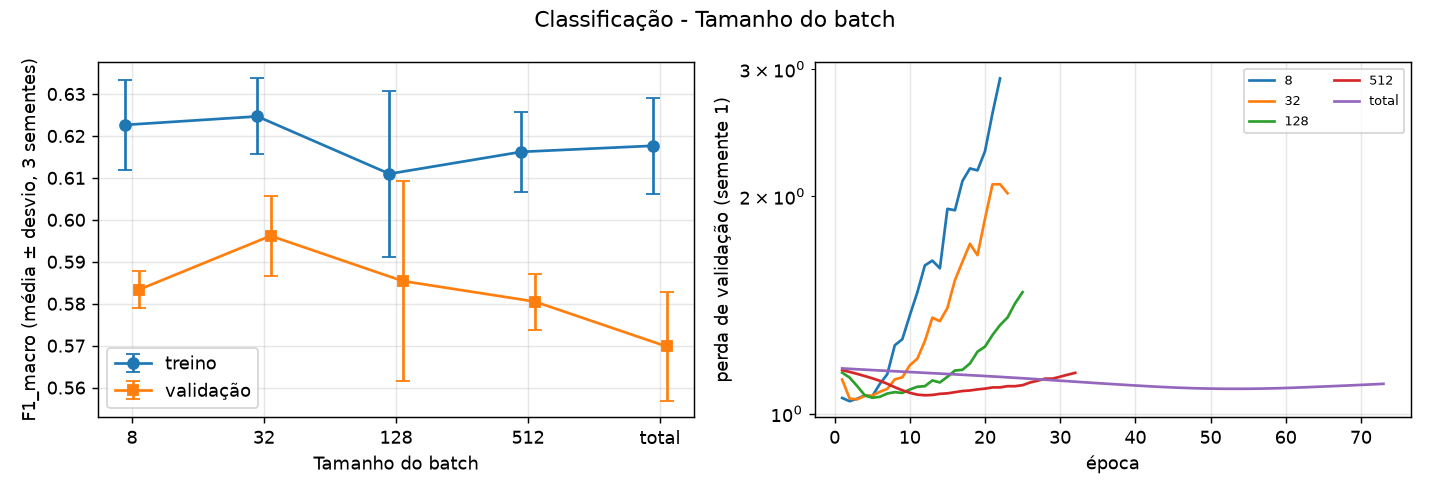 Classificação - Tamanho do batch
F1_macro (média ± desvio, 3 sementes)
0.63
0.62
0.61
0.60
0.59
0.58
0.57
0.56
treino
validação
8
32
128
512
total
Tamanho do batch
perda de validação (semente 1)
3 × 10⁰
2 × 10⁰
10⁰
8
32
128
512
total
0
10
20
30
40
50
60
70
época